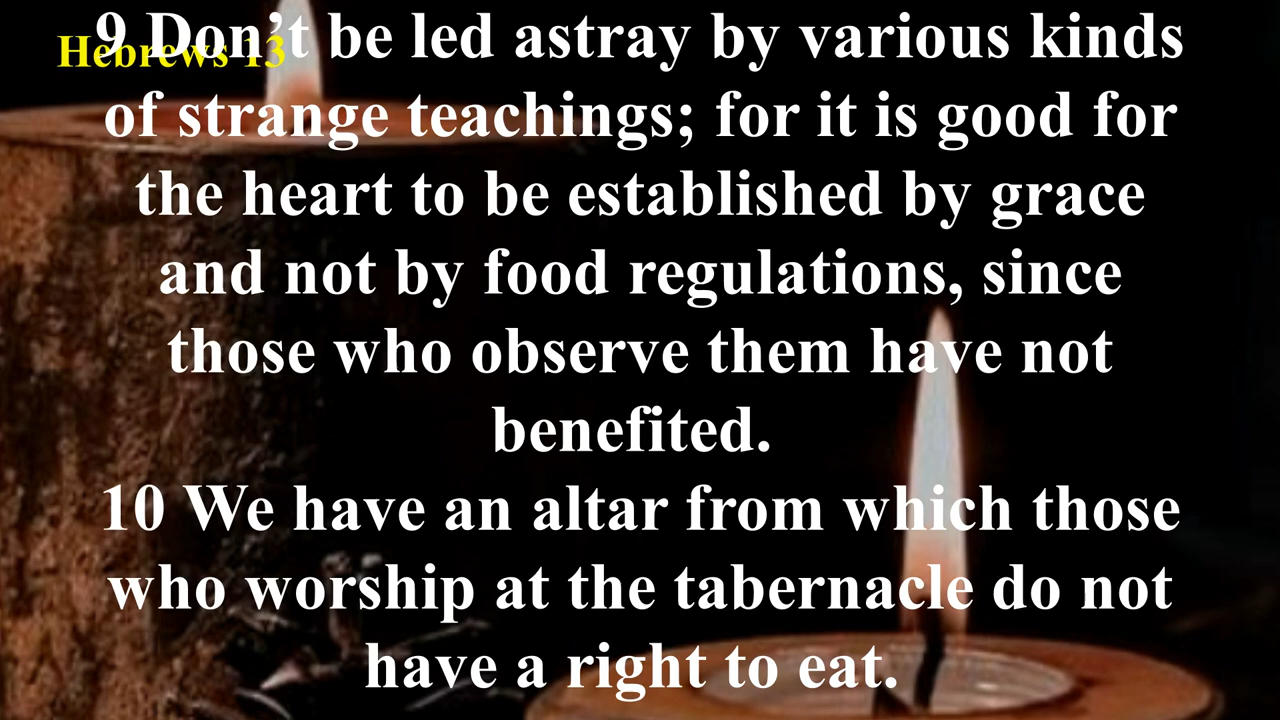 Hebrews 13
9 Don’t be led astray by various kinds
of strange teachings; for it is good for
the heart to be established by grace
and not by food regulations, since
those who observe them have not
benefited.
10 We have an altar from which those
who worship at the tabernacle do not
have a right to eat.